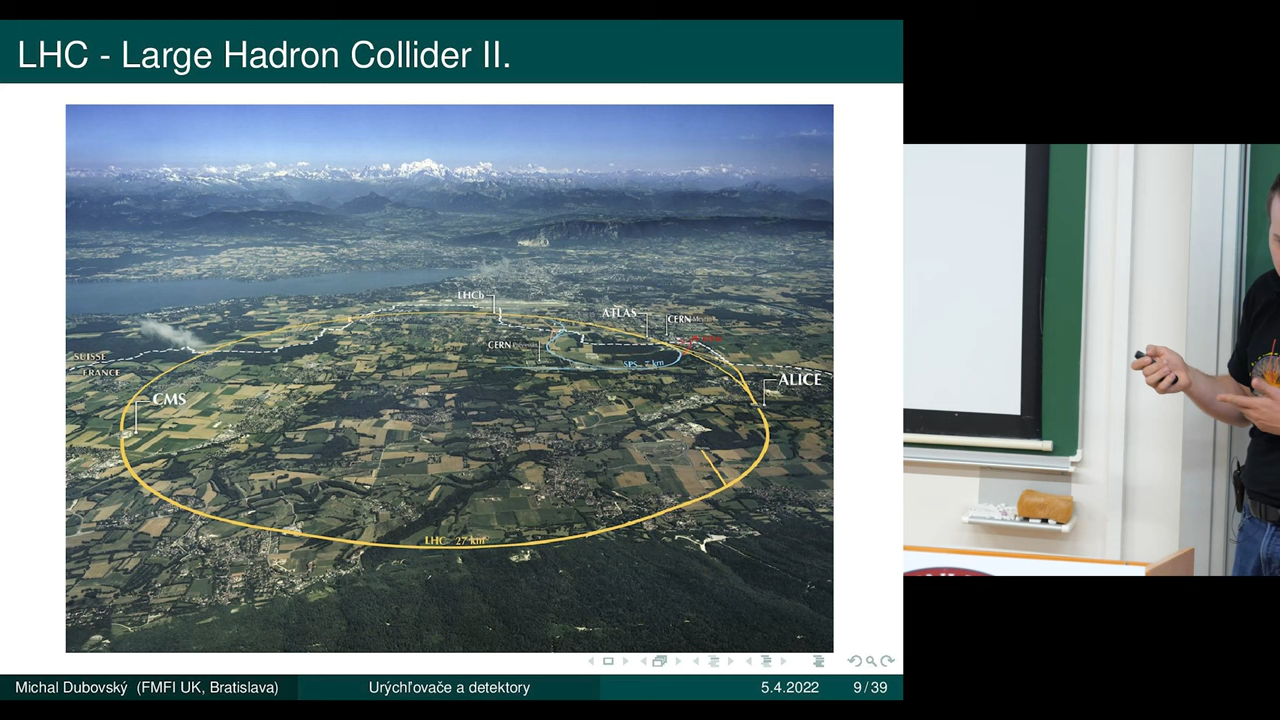 LHC - Large Hadron Collider II.
LHCb
ATLAS
CERN
CERN
SUISSE
FRANCE
SPS 7 km
ALICE
CMS
LHC 27 km
Michal Dubovský (FMFI UK, Bratislava)
Urýchľovače a detektory
5.4.2022
9/39